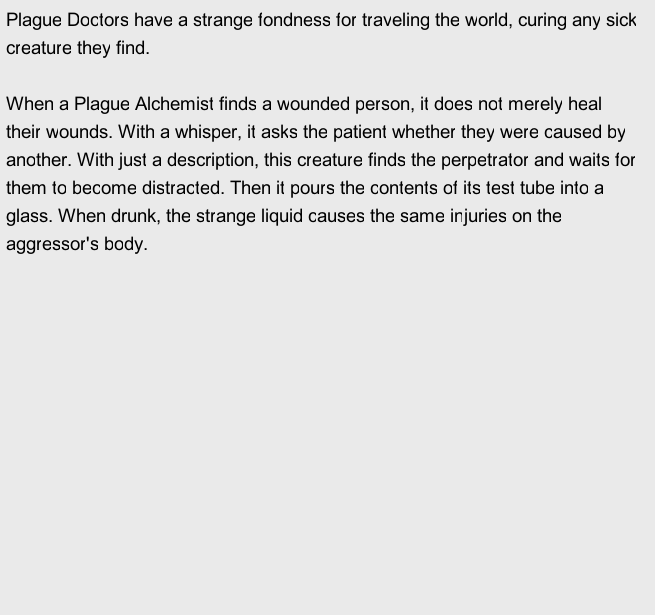 Plague Doctors have a strange fondness for traveling the world, curing any sick
creature they find.
When a Plague Alchemist finds a wounded person, it does not merely heal
their wounds. With a whisper, it asks the patient whether they were caused by
another. With just a description, this creature finds the perpetrator and waits for
them to become distracted. Then it pours the contents of its test tube into a
glass. When drunk, the strange liquid causes the same injuries on the
aggressor's body.